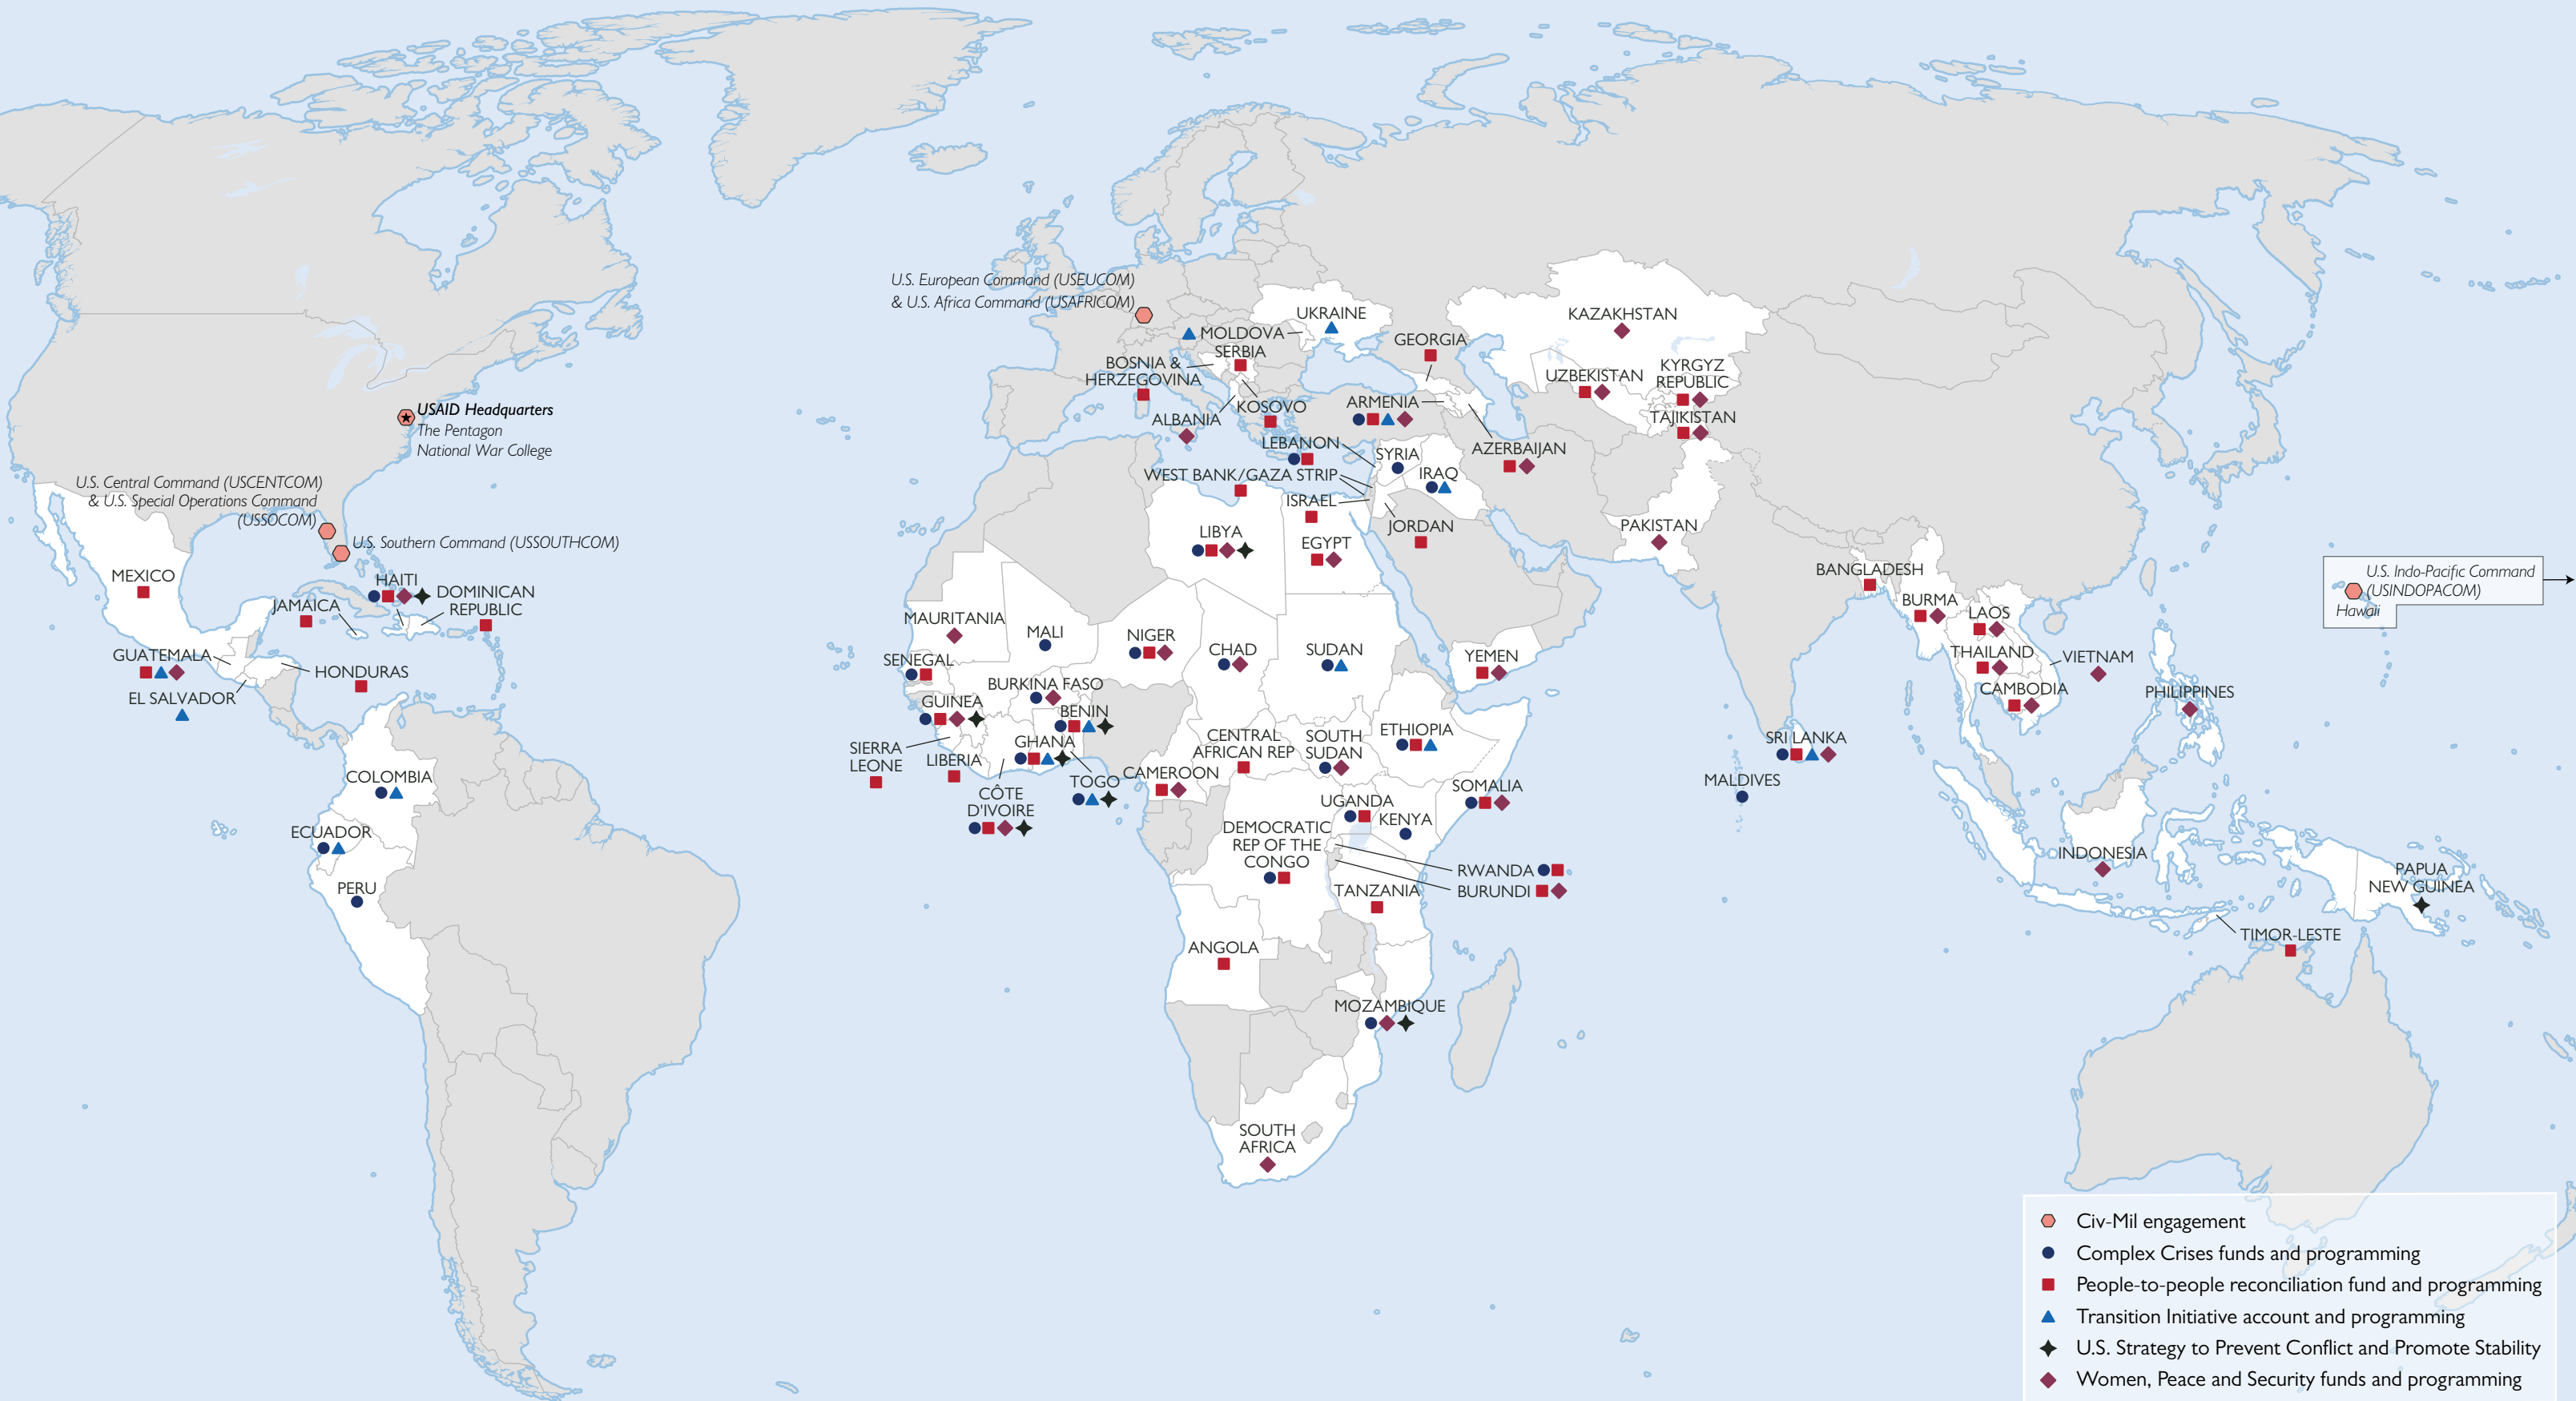 U.S. European Command (USEUCOM)
& U.S. Africa Command (USAFRICOM)
UKRAINE
MOLDOVA
SERBIA
BOSNIA &
HERZEGOVINA
KOSOVO
ALBANIA
GEORGIA
ARMENIA
AZERBAIJAN
KAZAKHSTAN
UZBEKISTAN
KYRGYZ
REPUBLIC
TAJIKISTAN
LEBANON
SYRIA
IRAQ
WEST BANK/GAZA STRIP
ISRAEL
JORDAN
PAKISTAN
USAID Headquarters
The Pentagon
National War College
U.S. Central Command (USCENTCOM)
& U.S. Special Operations Command
(USSOCOM)
U.S. Southern Command (USSOUTHCOM)
MEXICO
HAITI
DOMINICAN
REPUBLIC
JAMAICA
GUATEMALA
HONDURAS
EL SALVADOR
COLOMBIA
ECUADOR
PERU
LIBYA
EGYPT
MAURITANIA
MALI
NIGER
CHAD
SUDAN
YEMEN
SENEGAL
BURKINA FASO
GUINEA
BENIN
SIERRA
LEONE
LIBERIA
GHANA
CÔTE
D'IVOIRE
TOGO
CAMEROON
CENTRAL
AFRICAN REP
SOUTH
SUDAN
ETHIOPIA
SOMALIA
UGANDA
KENYA
DEMOCRATIC
REP OF THE
CONGO
RWANDA
BURUNDI
TANZANIA
ANGOLA
MOZAMBIQUE
SOUTH
AFRICA
BANGLADESH
BURMA
LAOS
THAILAND
VIETNAM
CAMBODIA
PHILIPPINES
SRI LANKA
MALDIVES
INDONESIA
PAPUA
NEW GUINEA
TIMOR-LESTE
U.S. Indo-Pacific Command
(USINDOPACOM)
Hawaii
Civ-Mil engagement
Complex Crises funds and programming
People-to-people reconciliation fund and programming
Transition Initiative account and programming
U.S. Strategy to Prevent Conflict and Promote Stability
Women, Peace and Security funds and programming